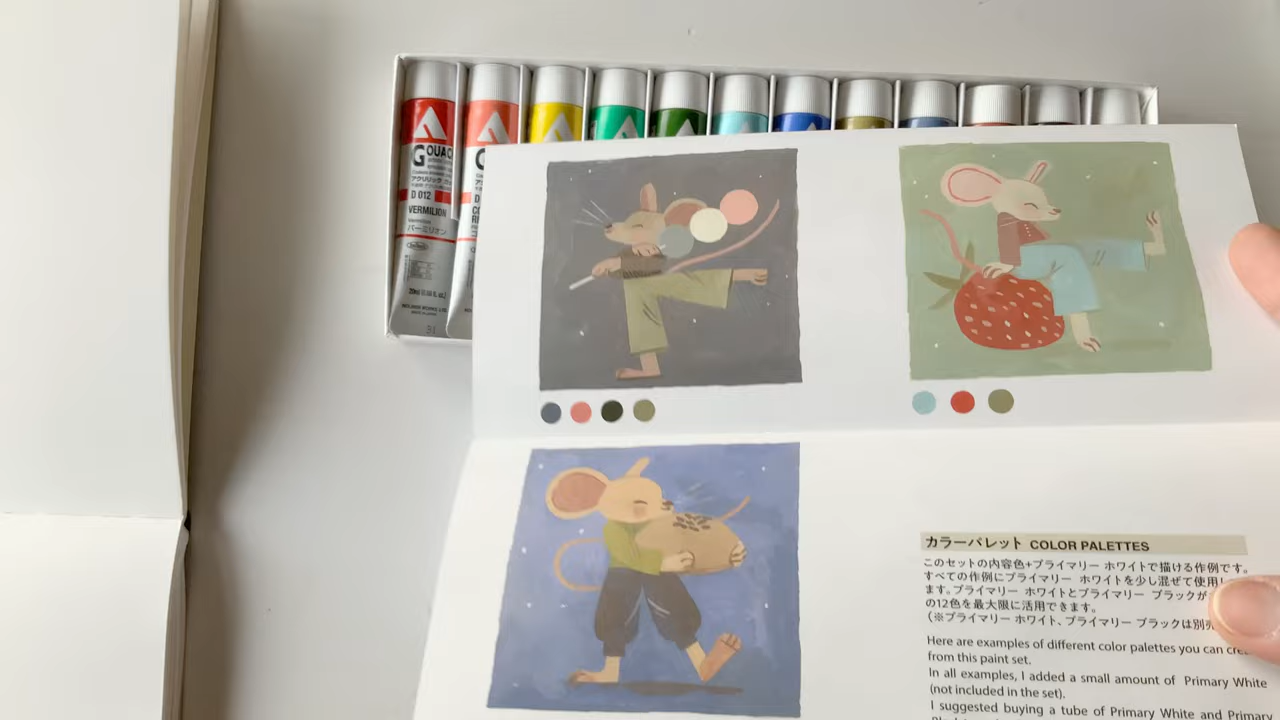 GOUAC
D 012
VERMILION
バーミリオン
20ml (0.68 fl. oz.)
カラーパレット COLOR PALETTES
このセットの内容色+プライマリー ホワイトで描ける作例です。
すべての作例にプライマリー ホワイトを少し混ぜて使用し
ます。プライマリー ホワイトとプライマリー ブラックが
の12色を最大限に活用できます。
(※プライマリー ホワイト、プライマリー ブラックは別売
Here are examples of different color palettes you can
from this paint set.
In all examples, I added a small amount of Primary White
(not included in the set).
I suggested buying a tube of Primary White and Primary